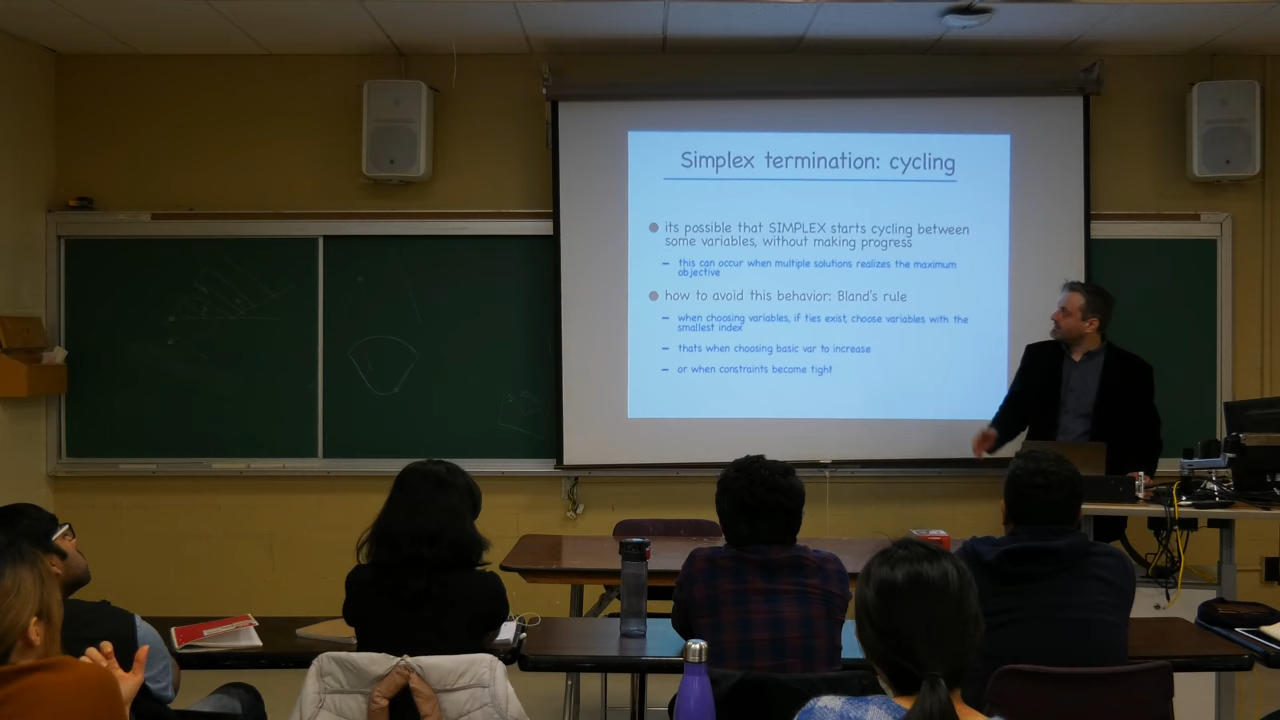 Simplex termination: cycling
its possible that SIMPLEX starts cycling between
some variables, without making progress
– this can occur when multiple solutions realizes the maximum
objective
how to avoid this behavior: Bland's rule
– when choosing variables, if ties exist, choose variables with the
smallest index
– thats when choosing basic var to increase
– or when constraints become tight